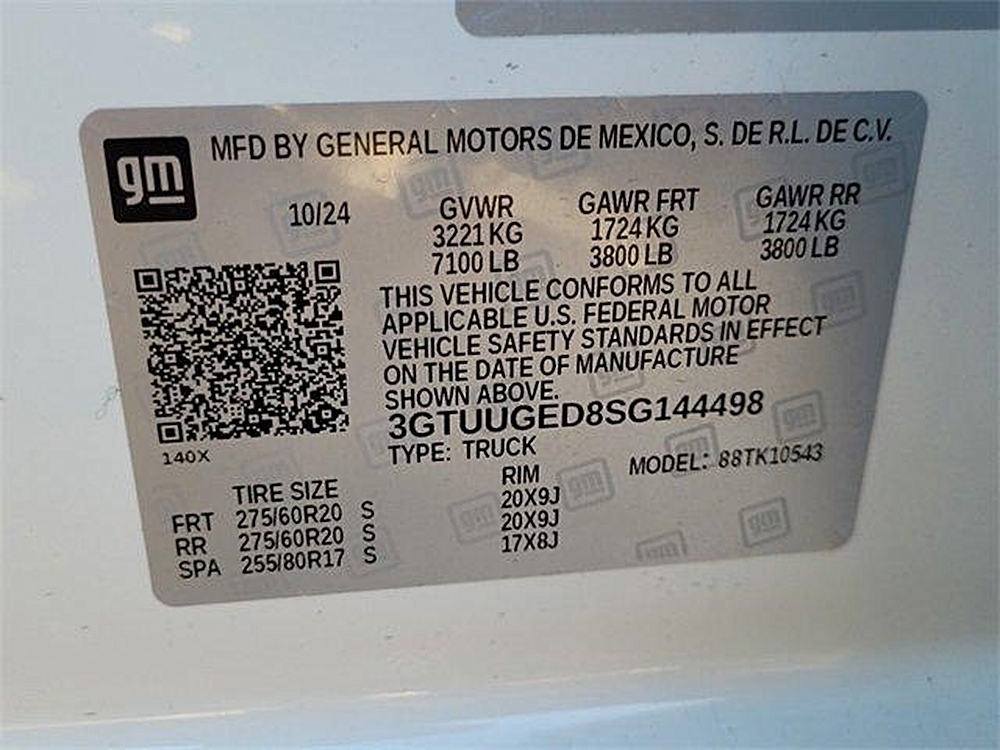 gm MFD BY GENERAL MOTORS DE MEXICO, S. DE R.L. DE C.V.
10/24 GVWR GAWR FRT GAWR RR
3221 KG 1724 KG 1724 KG
7100 LB 3800 LB 3800 LB
THIS VEHICLE CONFORMS TO ALL
APPLICABLE U.S. FEDERAL MOTOR
VEHICLE SAFETY STANDARDS IN EFFECT
ON THE DATE OF MANUFACTURE
SHOWN ABOVE.
3GTUUGED8SG144498
140X
TYPE: TRUCK MODEL: 88TK10543
TIRE SIZE RIM
FRT 275/60R20 S 20X9J
RR 275/60R20 S 20X9J
SPA 255/80R17 S 17X8J